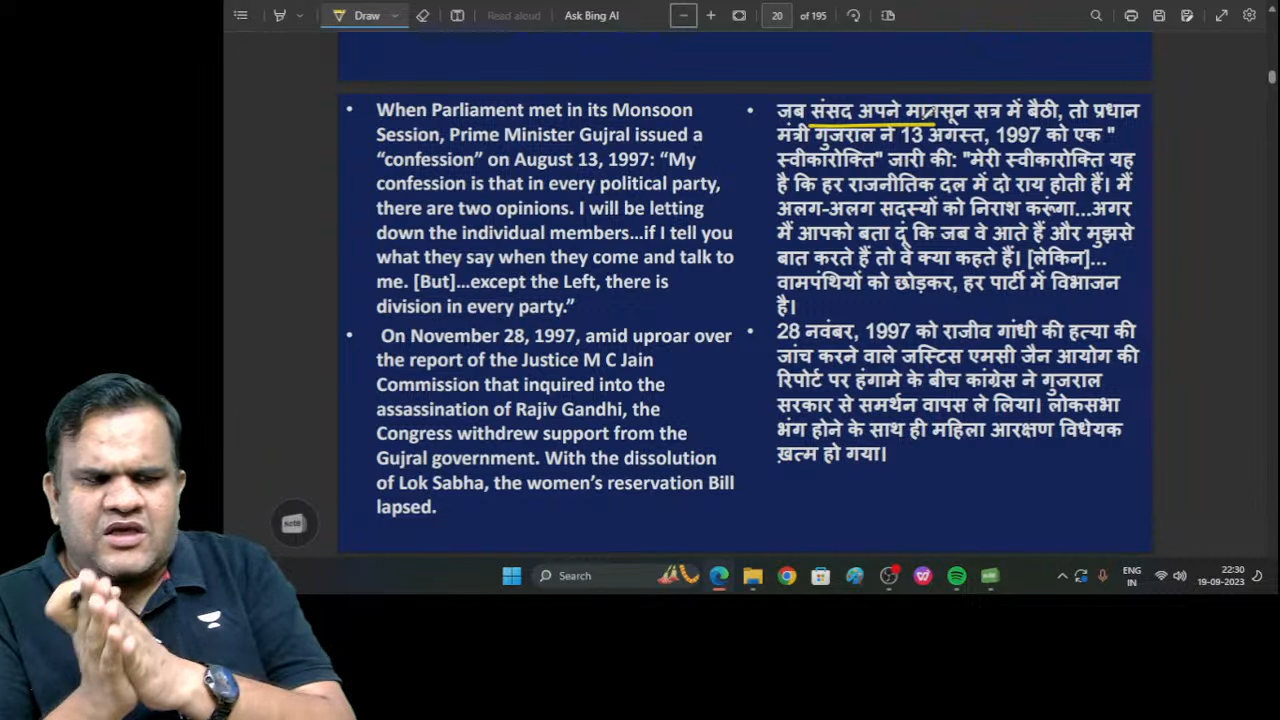 Draw
Read aloud
Ask Bing AI
20 of 195
• When Parliament met in its Monsoon
Session, Prime Minister Gujral issued a
“confession” on August 13, 1997: “My
confession is that in every political party,
there are two opinions. I will be letting
down the individual members...if I tell you
what they say when they come and talk to
me. [But]...except the Left, there is
division in every party.”
• On November 28, 1997, amid uproar over
the report of the Justice M C Jain
Commission that inquired into the
assassination of Rajiv Gandhi, the
Congress withdrew support from the
Gujral government. With the dissolution
of Lok Sabha, the women’s reservation Bill
lapsed.
• जब संसद अपने मानसून सत्र में बैठी, तो प्रधान
मंत्री गुजराल ने 13 अगस्त, 1997 को एक "
स्वीकारोक्ति" जारी की: "मेरी स्वीकारोक्ति यह
है कि हर राजनीतिक दल में दो राय होती हैं। मैं
अलग-अलग सदस्यों को निराश करूंगा...अगर
मैं आपको बता दूं कि जब वे आते हैं और मुझसे
बात करते हैं तो वे क्या कहते हैं। [लेकिन]...
वामपंथियों को छोड़कर, हर पार्टी में विभाजन
है।
• 28 नवंबर, 1997 को राजीव गांधी की हत्या की
जांच करने वाले जस्टिस एमसी जैन आयोग की
रिपोर्ट पर हंगामे के बीच कांग्रेस ने गुजराल
सरकार से समर्थन वापस ले लिया। लोकसभा
भंग होने के साथ ही महिला आरक्षण विधेयक
ख़त्म हो गया।
Search
ENG
IN
22:30
19-09-2023